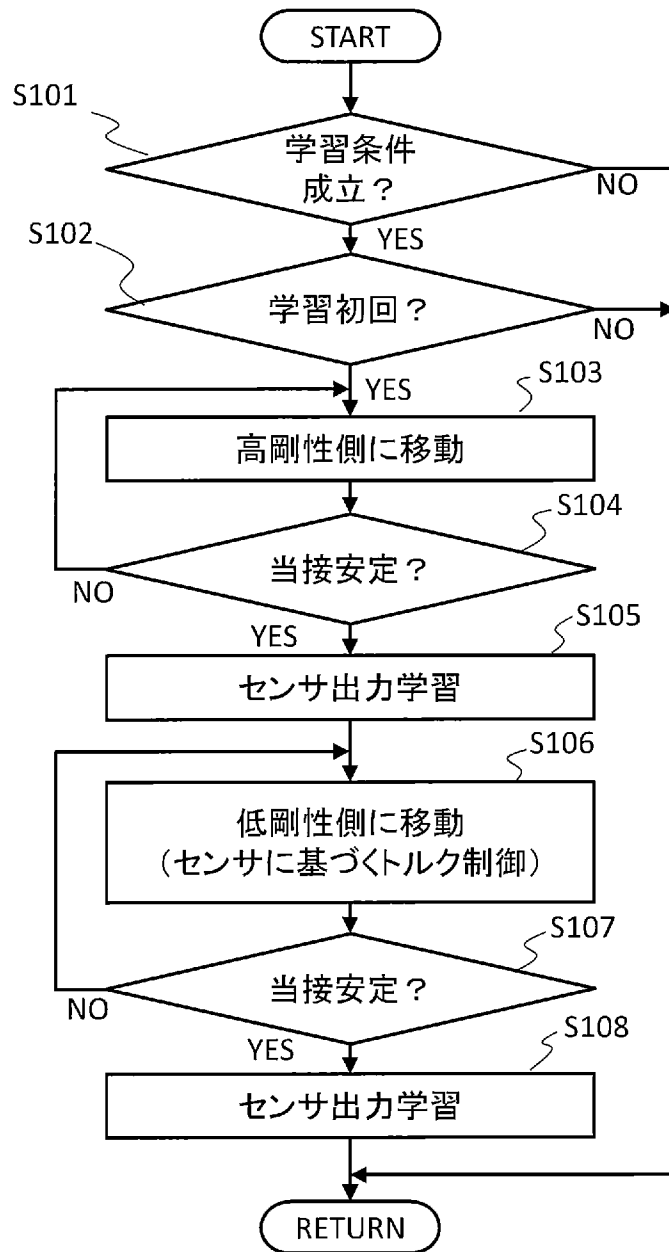 START
S101
学習条件
成立？
NO
YES
S102
学習初回？
NO
YES
S103
高剛性側に移動
S104
当接安定？
NO
YES
S105
センサ出力学習
S106
低剛性側に移動
（センサに基づくトルク制御）
S107
当接安定？
NO
YES
S108
センサ出力学習
RETURN